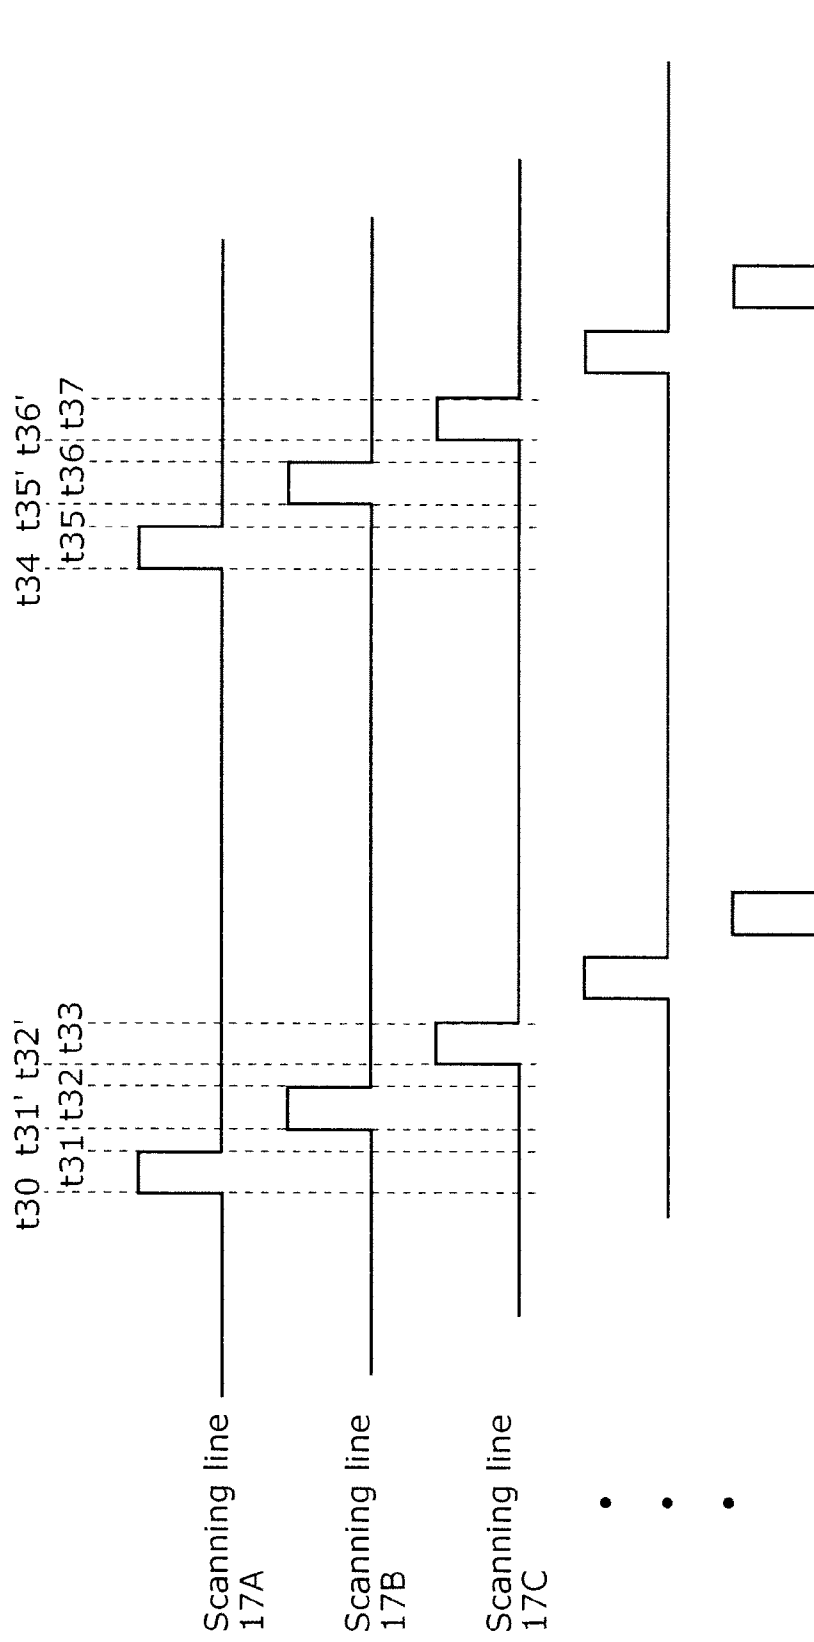 t30 t31' t32' t34 t35' t36'
t31 t32 t33 t35 t36 t37
Scanning line
17A
Scanning line
17B
Scanning line
17C